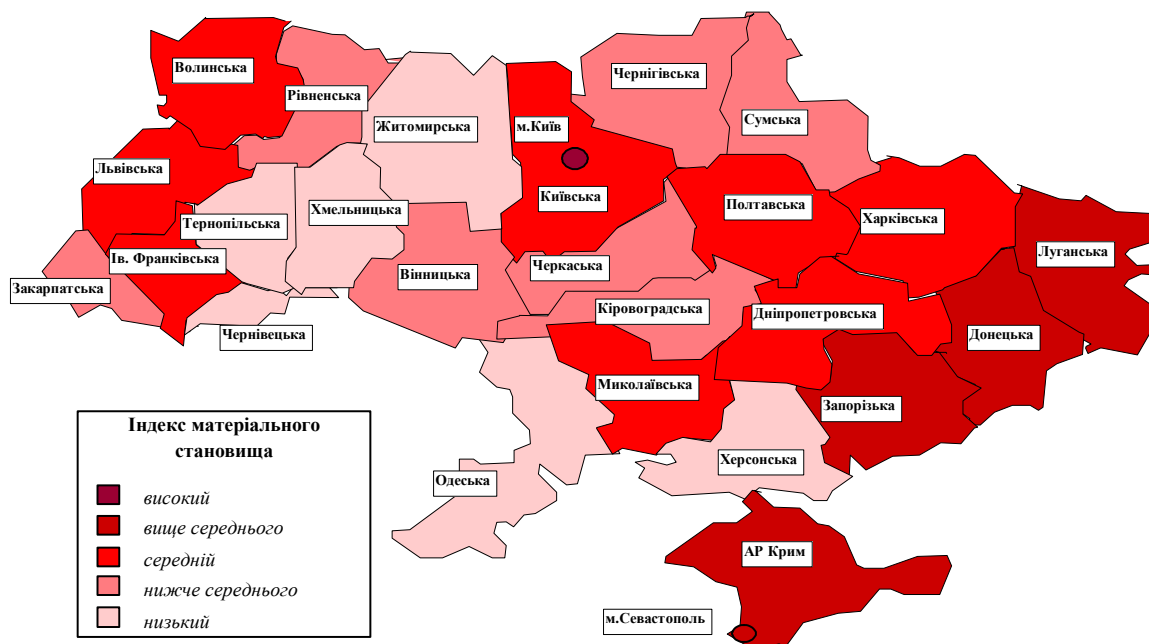 Волинська
Рівненська
Житомирська
м.Київ
Чернігівська
Сумська
Львівська
Тернопільська
Хмельницька
Київська
Полтавська
Харківська
Луганська
Ів. Франківська
Закарпатська
Вінницька
Черкаська
Кіровоградська
Дніпропетровська
Донецька
Чернівецька
Миколаївська
Запорізька
Одеська
Херсонська
АР Крим
м.Севастополь
Індекс матеріального
становища
високий
вище середнього
середній
нижче середнього
низький